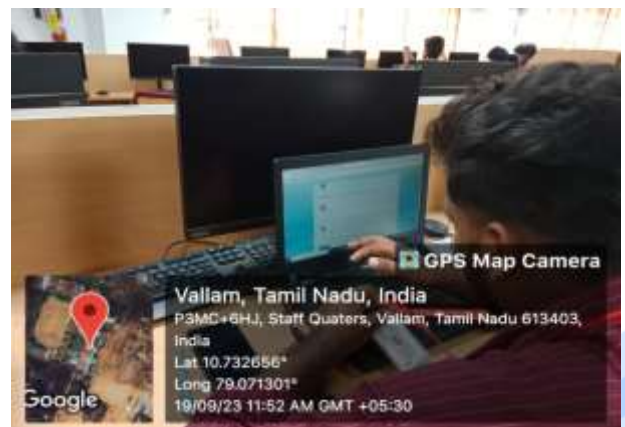 GPS Map Camera
Vallam, Tamil Nadu, India
P3MC+6HJ, Staff Quaters, Vallam, Tamil Nadu 613403,
India
Lat 10.732656°
Long 79.071301°
19/09/23 11:52 AM GMT +05:30
Google